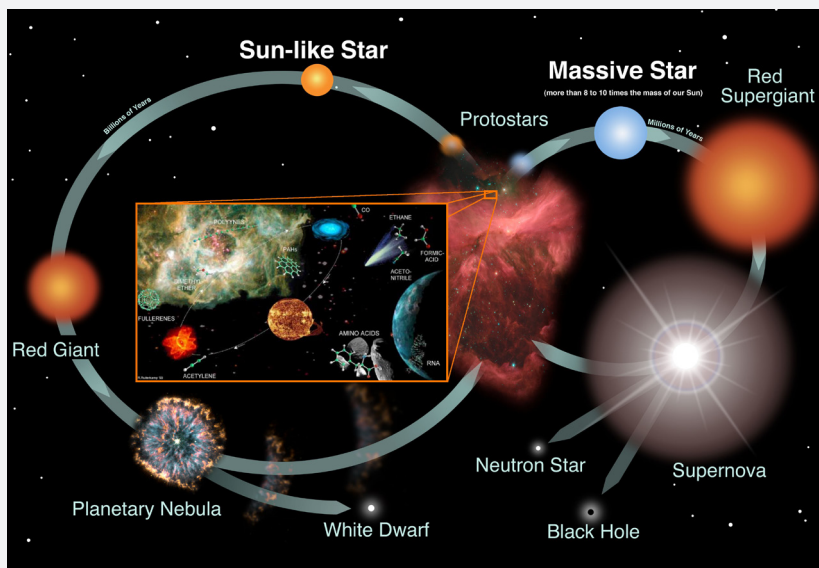 Sun-like Star
Massive Star
(more than 8 to 10 times the mass of our Sun)
Red
Supergiant
Billions of Years
Protostars
Millions of Years
CO
POLYYNES
ETHANE
PAHs
FORMIC-
ACID
ACETO-
NITRILE
DIMETHYL
ETHER
FULLERENES
Red Giant
AMINO ACIDS
RNA
ACETYLENE
Neutron Star
Supernova
Planetary Nebula
White Dwarf
Black Hole